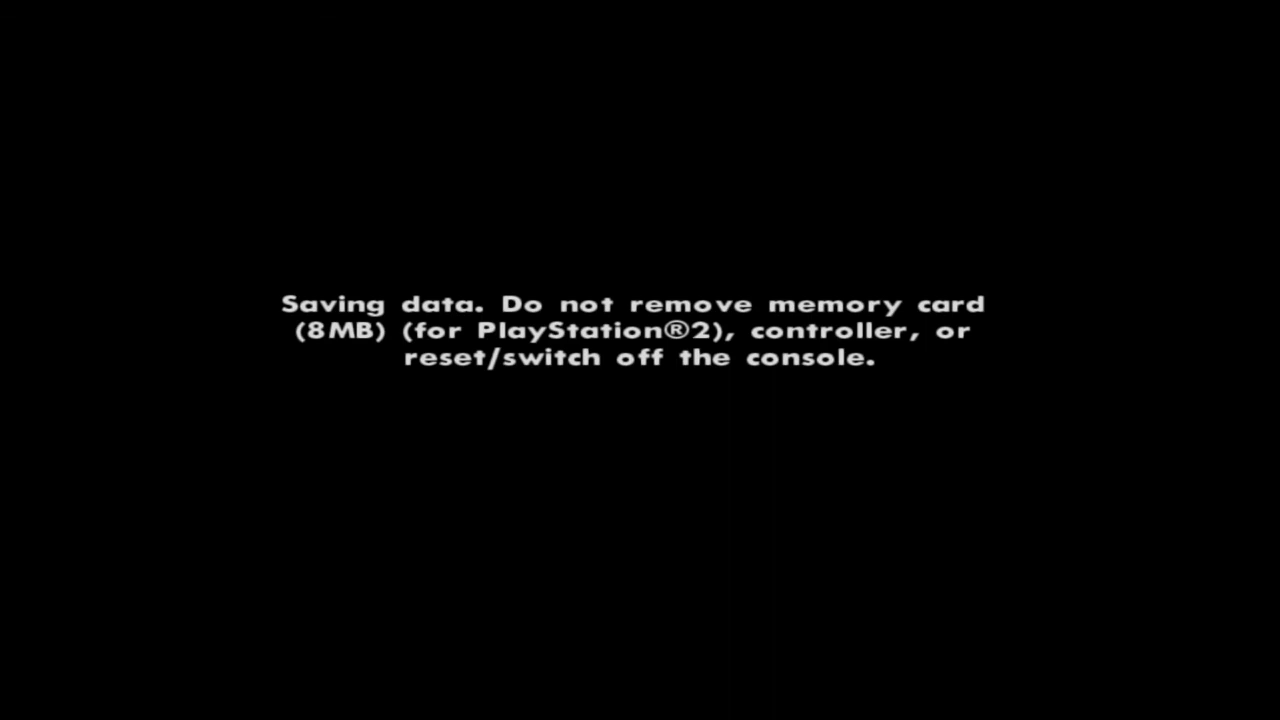 Saving data. Do not remove memory card
(8MB) (for PlayStation®2), controller, or
reset/switch off the console.